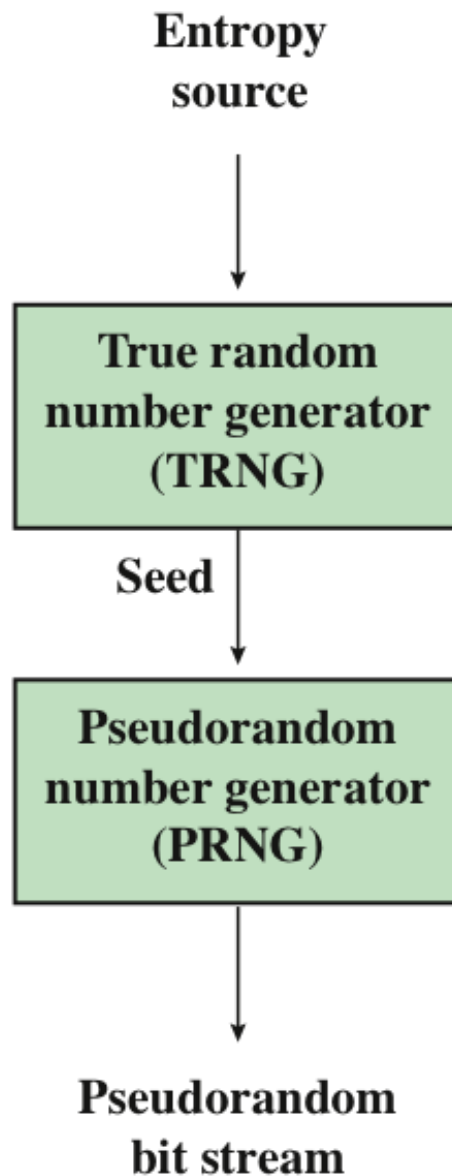 Entropy
source
True random
number generator
(TRNG)
Seed
Pseudorandom
number generator
(PRNG)
Pseudorandom
bit stream